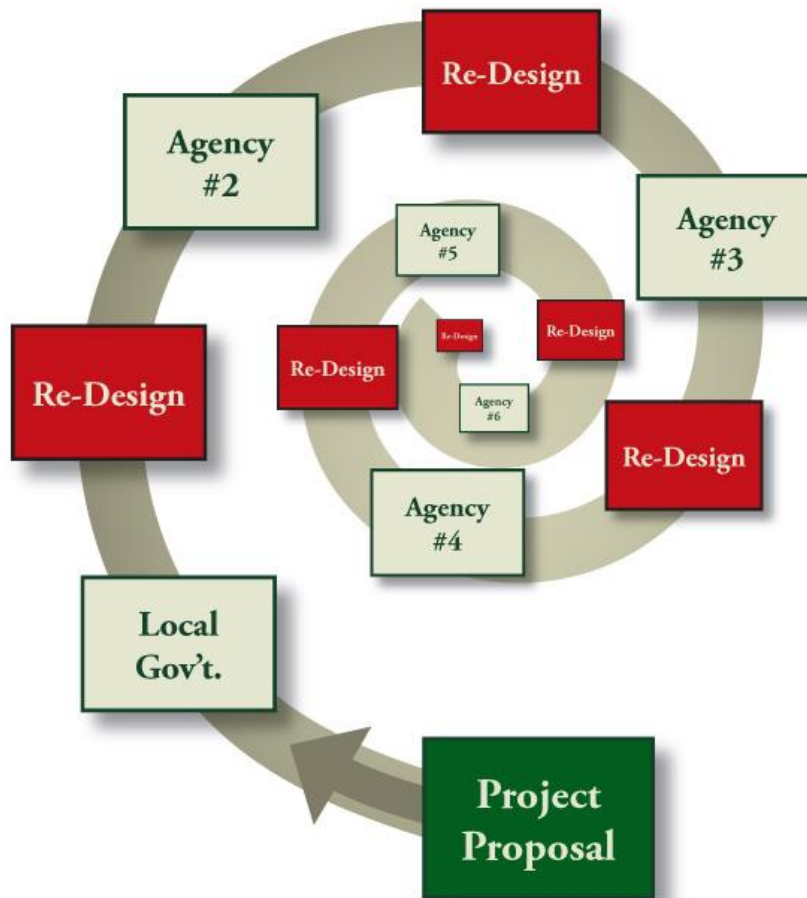 Re-Design
Agency
#2
Agency
#3
Agency
#5
Re-Design
Re-Design
Re-Design
Re-Design
Agency
#6
Re-Design
Agency
#4
Local
Gov't.
Project
Proposal